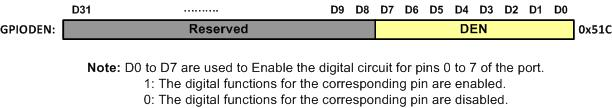 D31 ......... D9 D8 D7 D6 D5 D4 D3 D2 D1 D0
GPIODEN: Reserved DEN 0x51C
Note: D0 to D7 are used to Enable the digital circuit for pins 0 to 7 of the port.
1: The digital functions for the corresponding pin are enabled.
0: The digital functions for the corresponding pin are disabled.